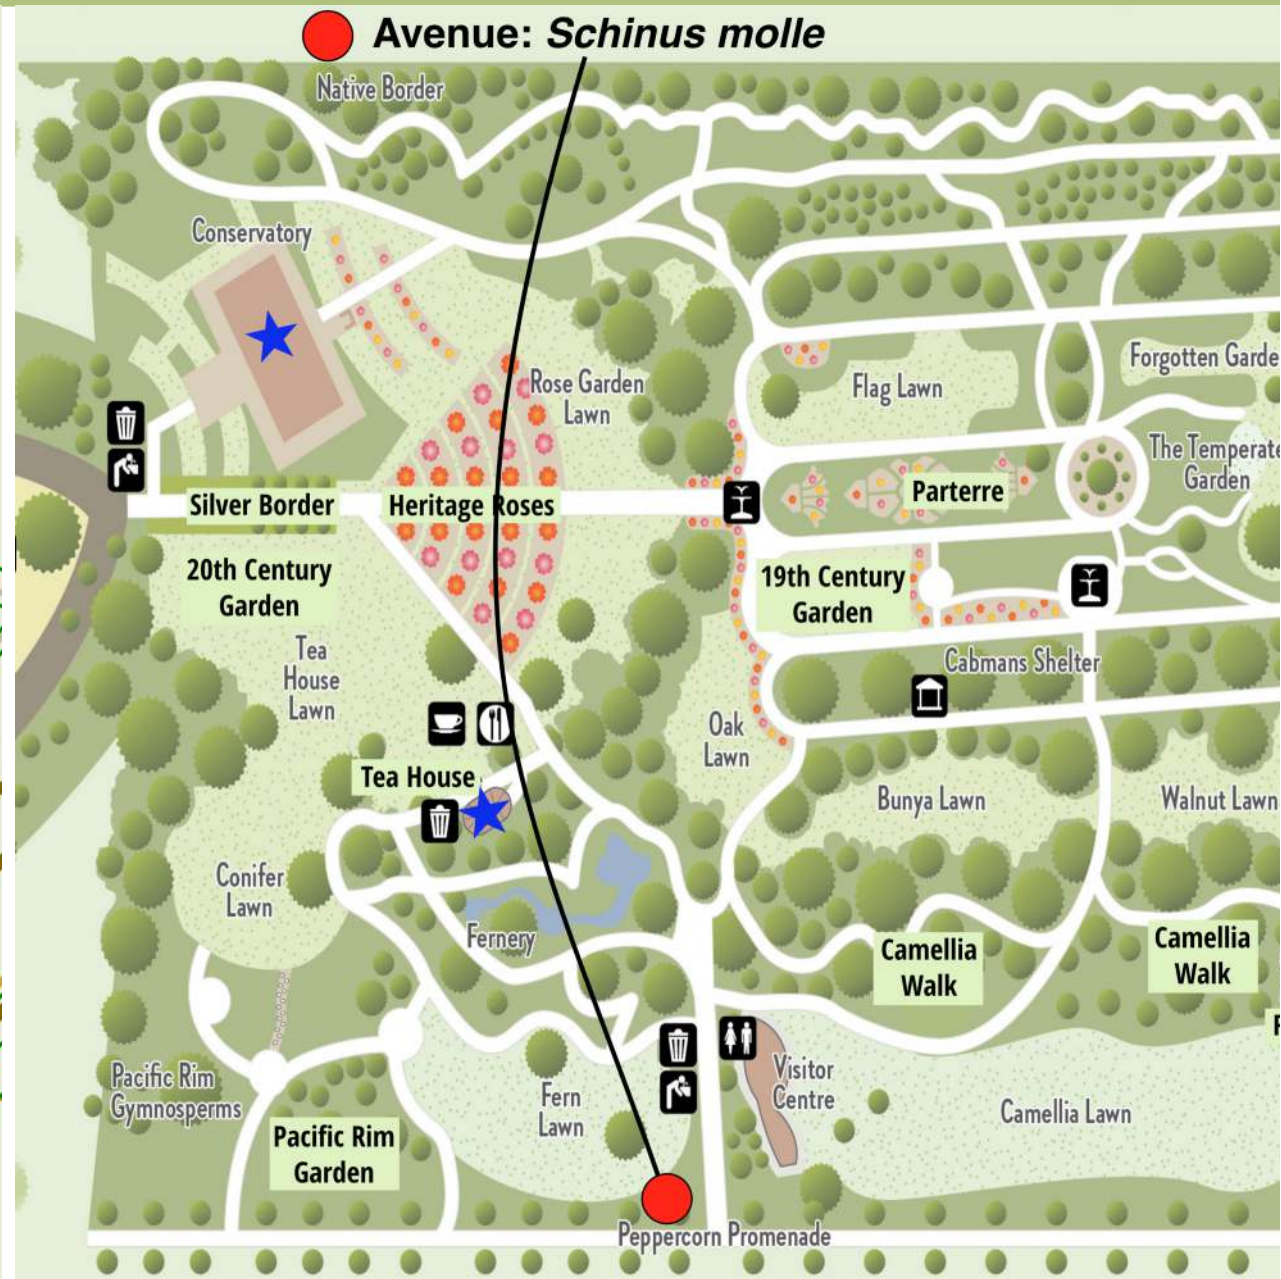 Avenue: Schinus molle
Native Border
Conservatory
Rose Garden
Lawn
Flag Lawn
Forgotten Garde
The Temperate
Garden
Silver Border
Heritage Roses
Parterre
20th Century
Garden
19th Century
Garden
Tea
House
Lawn
Cabmans Shelter
Oak
Lawn
Tea House
Bunya Lawn
Walnut Lawn
Conifer
Lawn
Fernery
Camellia
Walk
Camellia
Walk
Pacific Rim
Gymnosperms
Fern
Lawn
Visitor
Centre
Camellia Lawn
Pacific Rim
Garden
Peppercorn Promenade